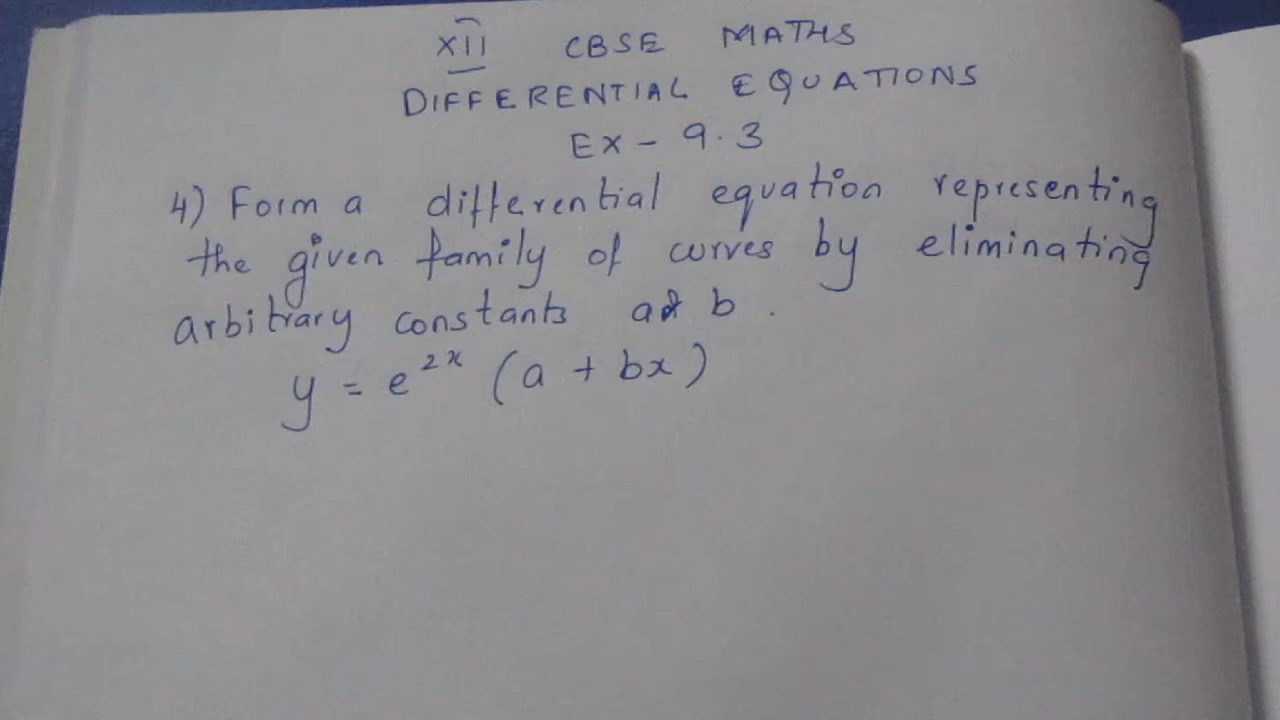 XII CBSE MATHS
DIFFERENTIAL EQUATIONS
Ex - 9.3
4) Form a differential equation representing
the given family of curves by eliminating
arbitrary constants a & b .
y = e^{2x} (a + bx)